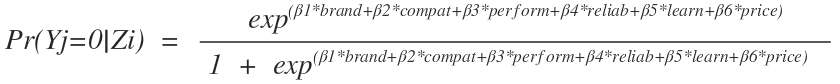 exp(β1*brand+β2*compat+β3*perform+β4*reliab+β5*learn+β6*price)
Pr(Yj=0|Zi) =
1 + exp(β1*brand+β2*compat+β3*perform+β4*reliab+β5*learn+β6*price)